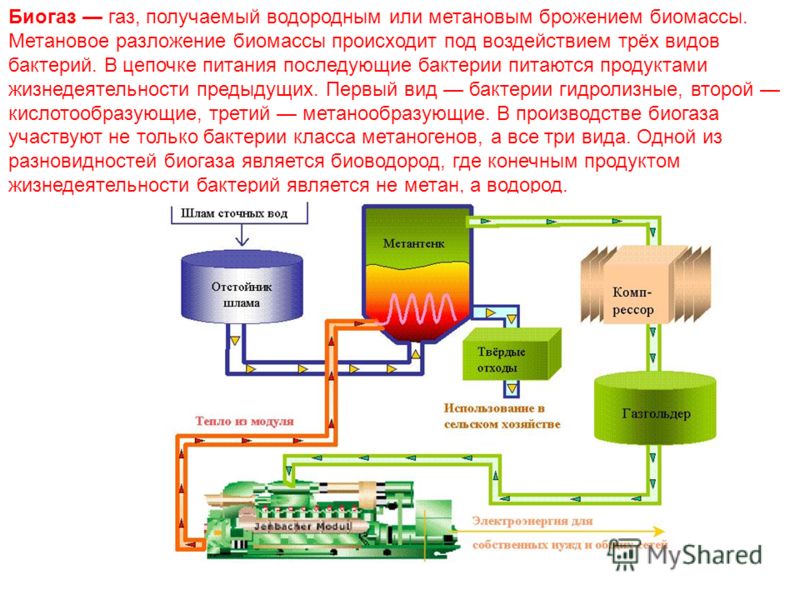 Биогаз — газ, получаемый водородным или метановым брожением биомассы.
Метановое разложение биомассы происходит под воздействием трёх видов
бактерий. В цепочке питания последующие бактерии питаются продуктами
жизнедеятельности предыдущих. Первый вид — бактерии гидролизные, второй —
кислотообразующие, третий — метанообразующие. В производстве биогаза
участвуют не только бактерии класса метаногенов, а все три вида. Одной из
разновидностей биогаза является биоводород, где конечным продуктом
жизнедеятельности бактерий является не метан, а водород.
Шлам сточных вод
Метантенк
Отстойник
шлама
Комп-
рессор
Твёрдые
отходы
Использование в
сельском хозяйстве
Тепло из модуля
Газгольдер
Jenbacher Modul
Электроэнергия для
собственных нужд и общих сетей
MyShared